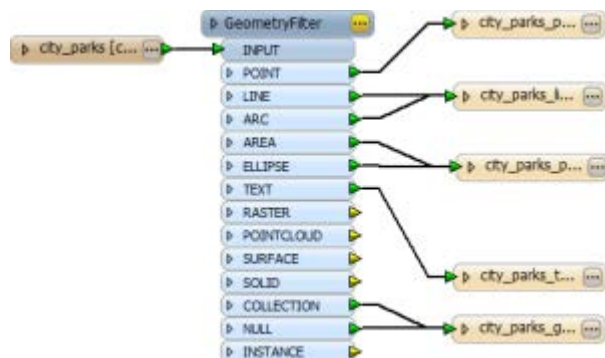 city_parks [c...
GeometryFilter
INPUT
POINT
LINE
ARC
AREA
ELLIPSE
TEXT
RASTER
POINTCLOUD
SURFACE
SOLID
COLLECTION
NULL
INSTANCE
city_parks_p...
city_parks_li...
city_parks_p...
city_parks_t...
city_parks_g...